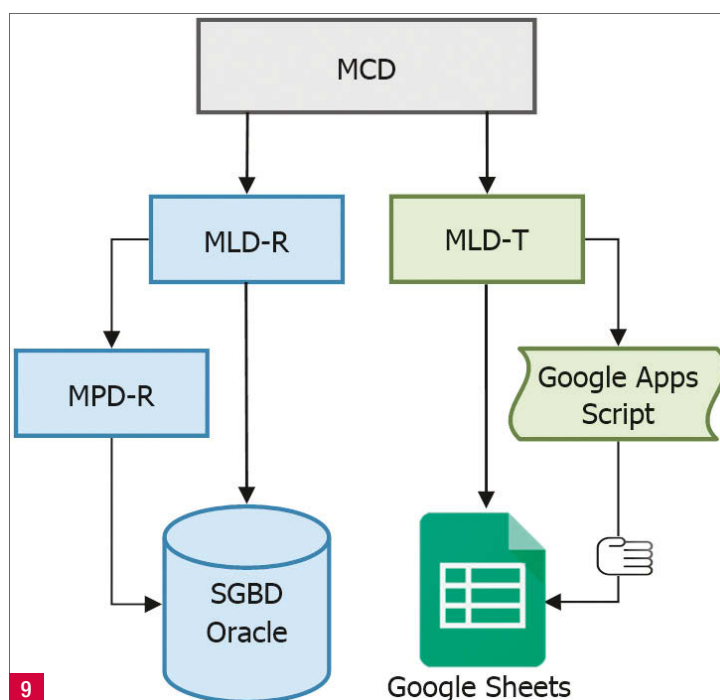 MCD
MLD-R
MLD-T
MPD-R
Google Apps
Script
SGBD
Oracle
Google Sheets
9